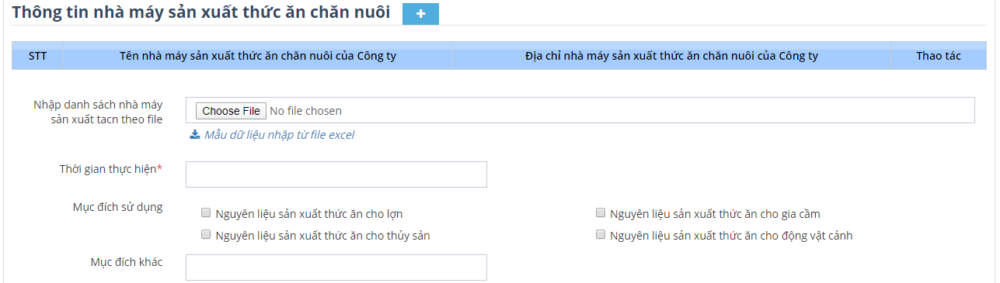 Thông tin nhà máy sản xuất thức ăn chăn nuôi +
STT Tên nhà máy sản xuất thức ăn chăn nuôi của Công ty Địa chỉ nhà máy sản xuất thức ăn chăn nuôi của Công ty Thao tác
Nhập danh sách nhà máy
sản xuất tacn theo file
Choose File No file chosen
Mẫu dữ liệu nhập từ file excel
Thời gian thực hiện*
Mục đích sử dụng
Nguyên liệu sản xuất thức ăn cho lợn Nguyên liệu sản xuất thức ăn cho gia cầm
Nguyên liệu sản xuất thức ăn cho thủy sản Nguyên liệu sản xuất thức ăn cho động vật cảnh
Mục đích khác